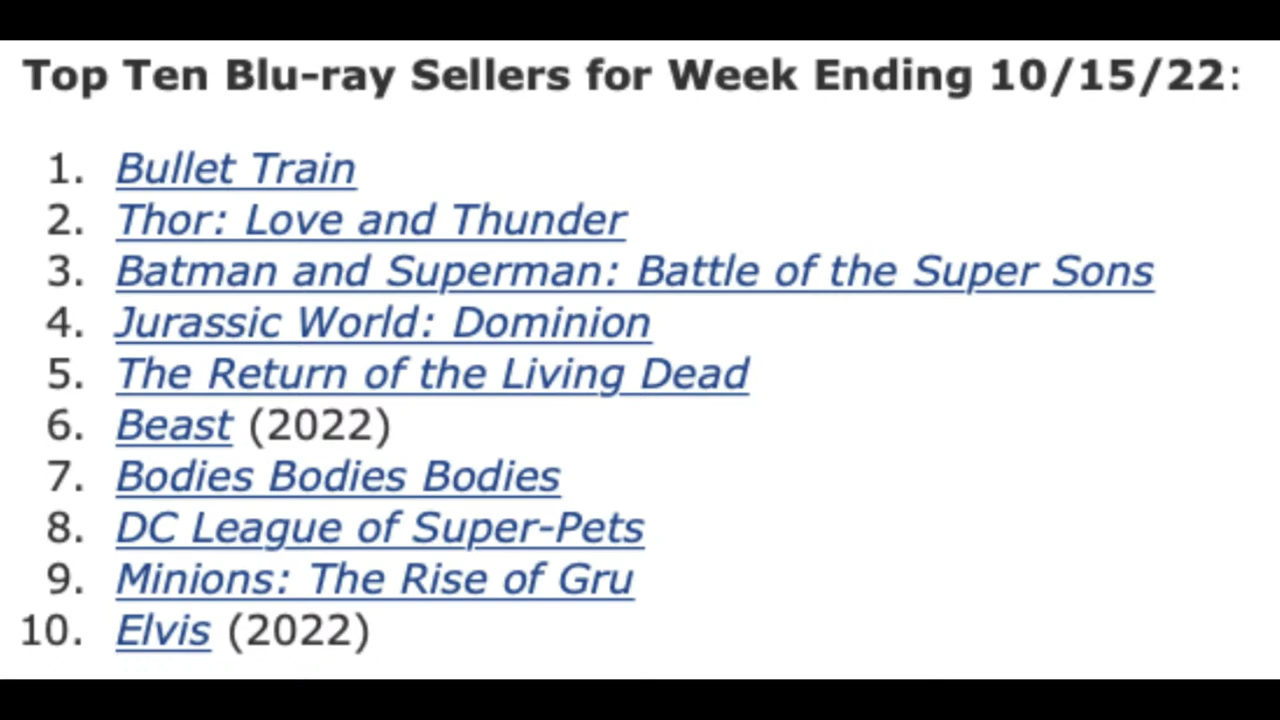 Top Ten Blu-ray Sellers for Week Ending 10/15/22:
1. Bullet Train
2. Thor: Love and Thunder
3. Batman and Superman: Battle of the Super Sons
4. Jurassic World: Dominion
5. The Return of the Living Dead
6. Beast (2022)
7. Bodies Bodies Bodies
8. DC League of Super-Pets
9. Minions: The Rise of Gru
10. Elvis (2022)